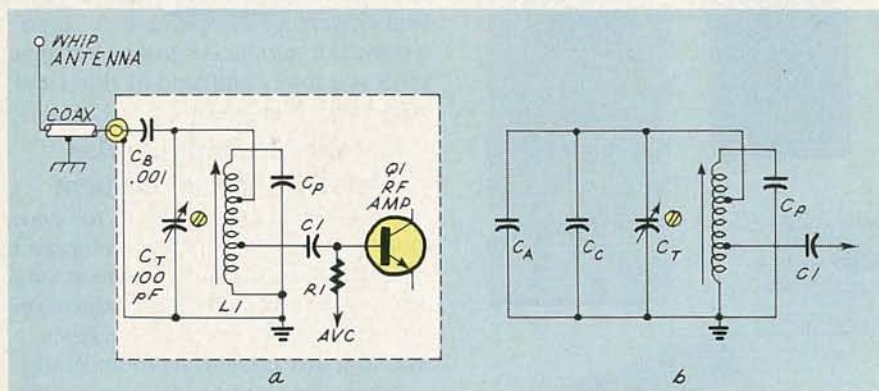 WHIP
ANTENNA
COAX
C_B
.001
C_T
100
pF
L1
C_P
C1
R1
AVC
Q1
RF
AMP
a
C_A
C_C
C_T
C_P
C1
b